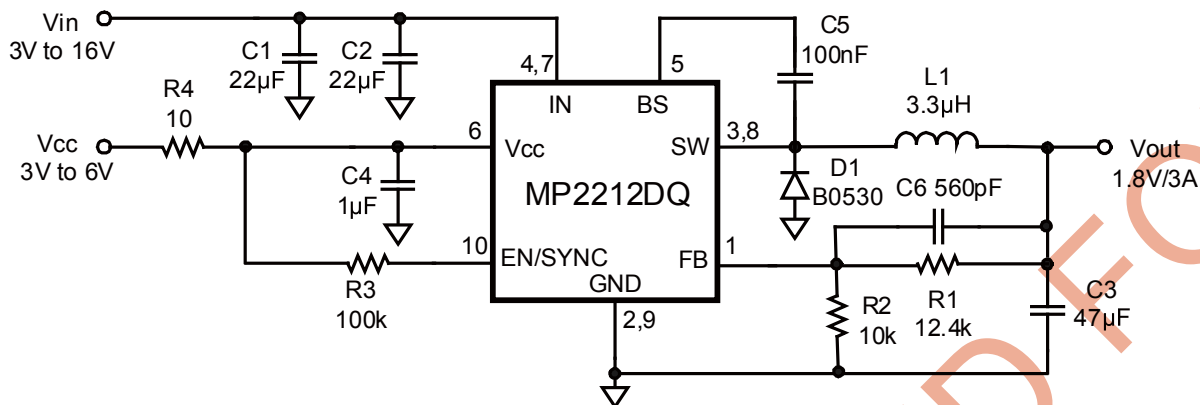 Vin
3V to 16V
C1
22µF
C2
22µF
4,7
5
C5
100nF
IN
BS
R4
10
L1
3.3µH
Vcc
3V to 6V
6
Vcc
SW
3,8
Vout
1.8V/3A
C4
1µF
MP2212DQ
D1
B0530
C6 560pF
10
EN/SYNC
FB
1
R3
100k
GND
2,9
R2
10k
R1
12.4k
C3
47µF
D FO